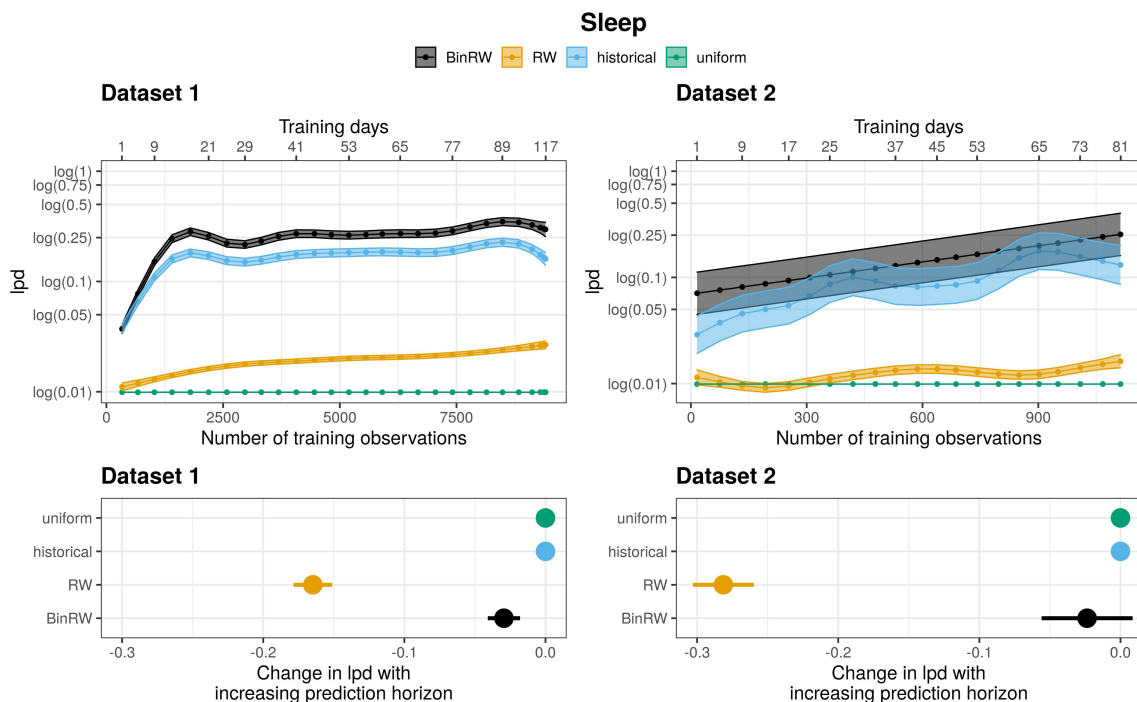 Sleep
BinRW RW historical uniform
Dataset 1
Training days
1 9 21 29 41 53 65 77 89 117
log(1)
log(0.75)
log(0.5)
log(0.25)
log(0.1)
log(0.05)
log(0.01)
lpd
0 2500 5000 7500
Number of training observations
Dataset 2
Training days
1 9 17 25 37 45 53 65 73 81
log(1)
log(0.75)
log(0.5)
log(0.25)
log(0.1)
log(0.05)
log(0.01)
lpd
0 300 600 900
Number of training observations
Dataset 1
uniform
historical
RW
BinRW
-0.3 -0.2 -0.1 0.0
Change in lpd with
increasing prediction horizon
Dataset 2
uniform
historical
RW
BinRW
-0.3 -0.2 -0.1 0.0
Change in lpd with
increasing prediction horizon